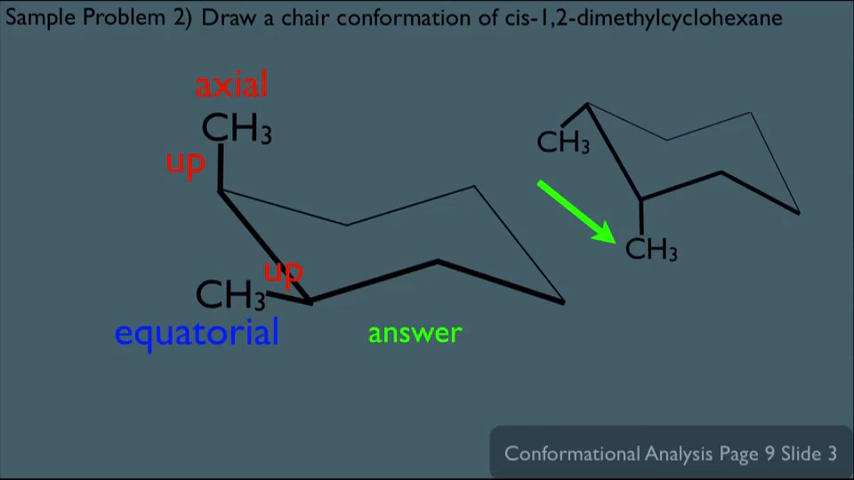 Sample Problem 2) Draw a chair conformation of cis-1,2-dimethylcyclohexane
axial
CH3
up
CH3
up
CH3
CH3
equatorial
answer
Conformational Analysis Page 9 Slide 3